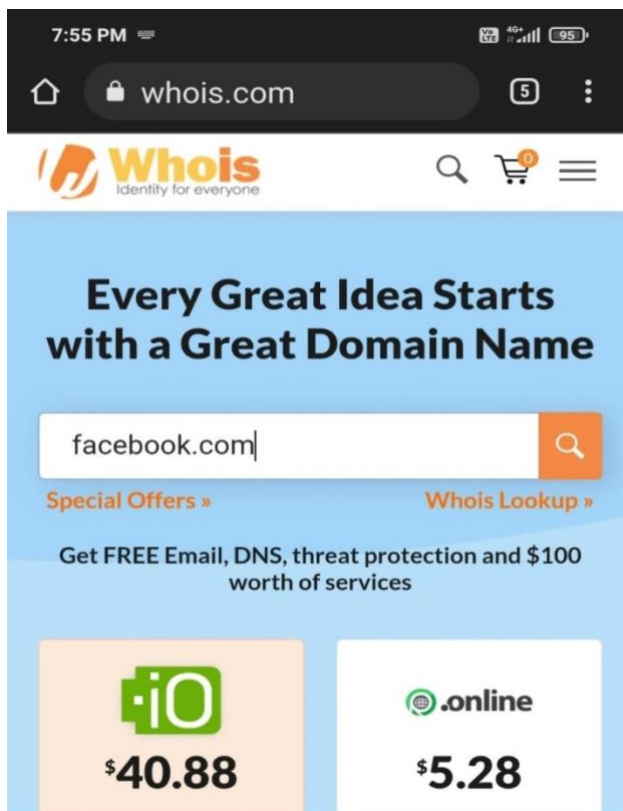 7:55 PM
Vo LTE 4G+ 95
whois.com 5
Whois 0
Identity for everyone
Every Great Idea Starts
with a Great Domain Name
facebook.com
Special Offers » Whois Lookup »
Get FREE Email, DNS, threat protection and $100
worth of services
.iO .online
$40.88 $5.28